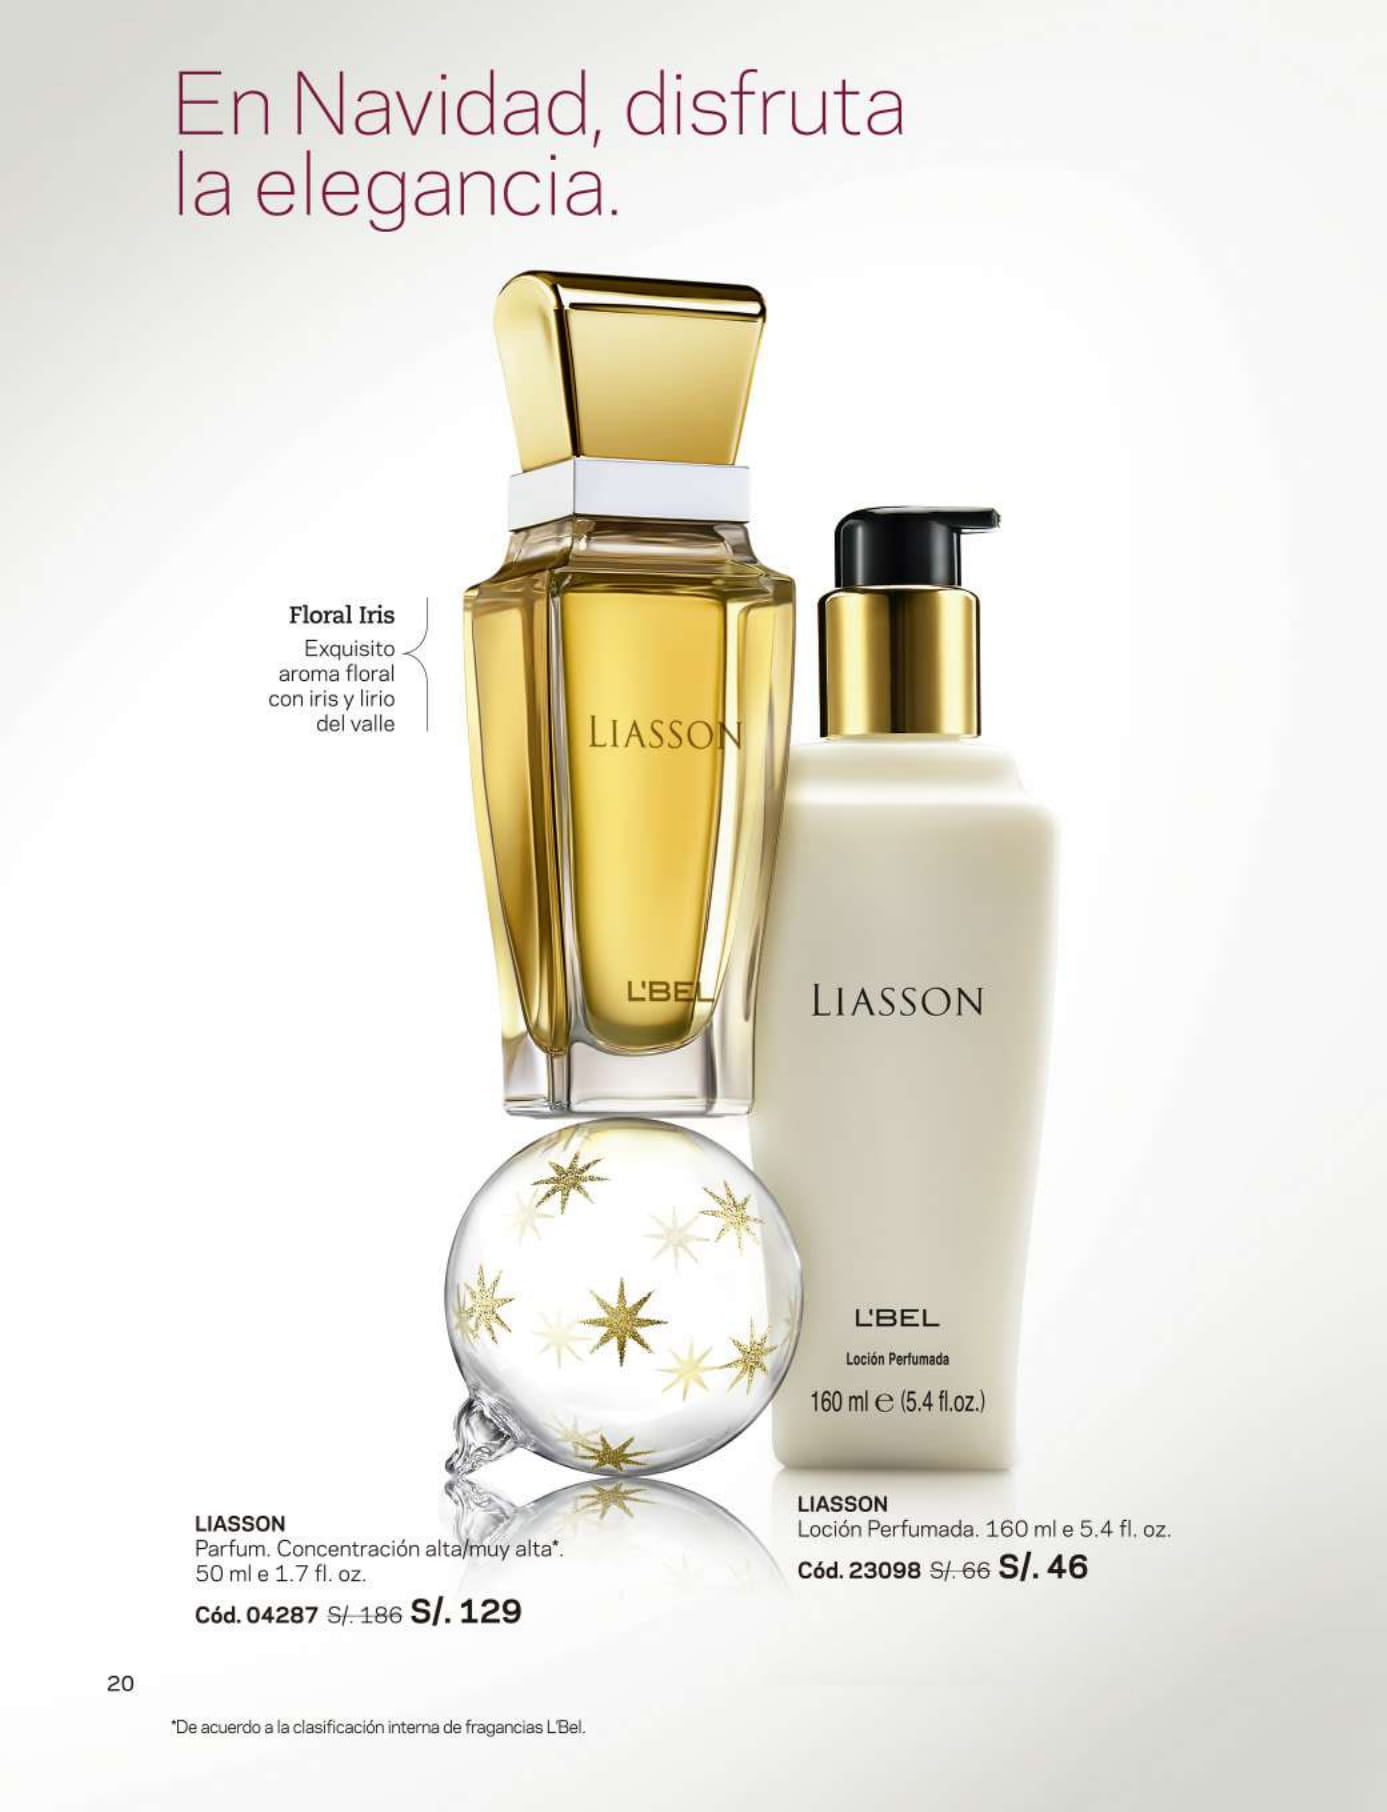 En Navidad, disfruta
la elegancia.
Floral Iris
Exquisito
aroma floral
con iris y lirio
del valle
LIASSON
L'BEL
LIASSON
L'BEL
Loción Perfumada
160 ml e (5.4 fl.oz.)
LIASSON
Parfum. Concentración alta/muy alta*.
50 ml e 1.7 fl. oz.
Cód. 04287 S/. 186 S/. 129
LIASSON
Loción Perfumada. 160 ml e 5.4 fl. oz.
Cód. 23098 S/. 66 S/. 46
20
*De acuerdo a la clasificación interna de fragancias L'Bel.